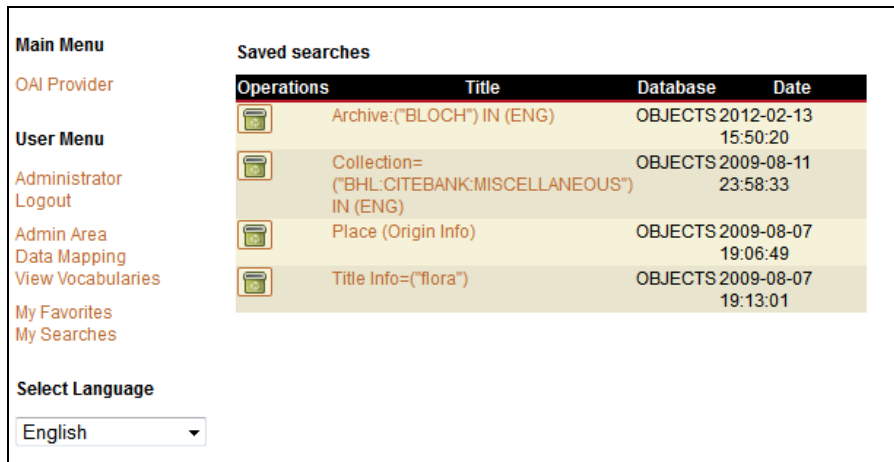 Main Menu
OAI Provider
User Menu
Administrator
Logout
Admin Area
Data Mapping
View Vocabularies
My Favorites
My Searches
Select Language
English
Saved searches
Operations Title Database Date
Archive:("BLOCH") IN (ENG) OBJECTS 2012-02-13
15:50:20
Collection= OBJECTS 2009-08-11
("BHL:CITEBANK:MISCELLANEOUS") 23:58:33
IN (ENG)
Place (Origin Info) OBJECTS 2009-08-07
19:06:49
Title Info=("flora") OBJECTS 2009-08-07
19:13:01